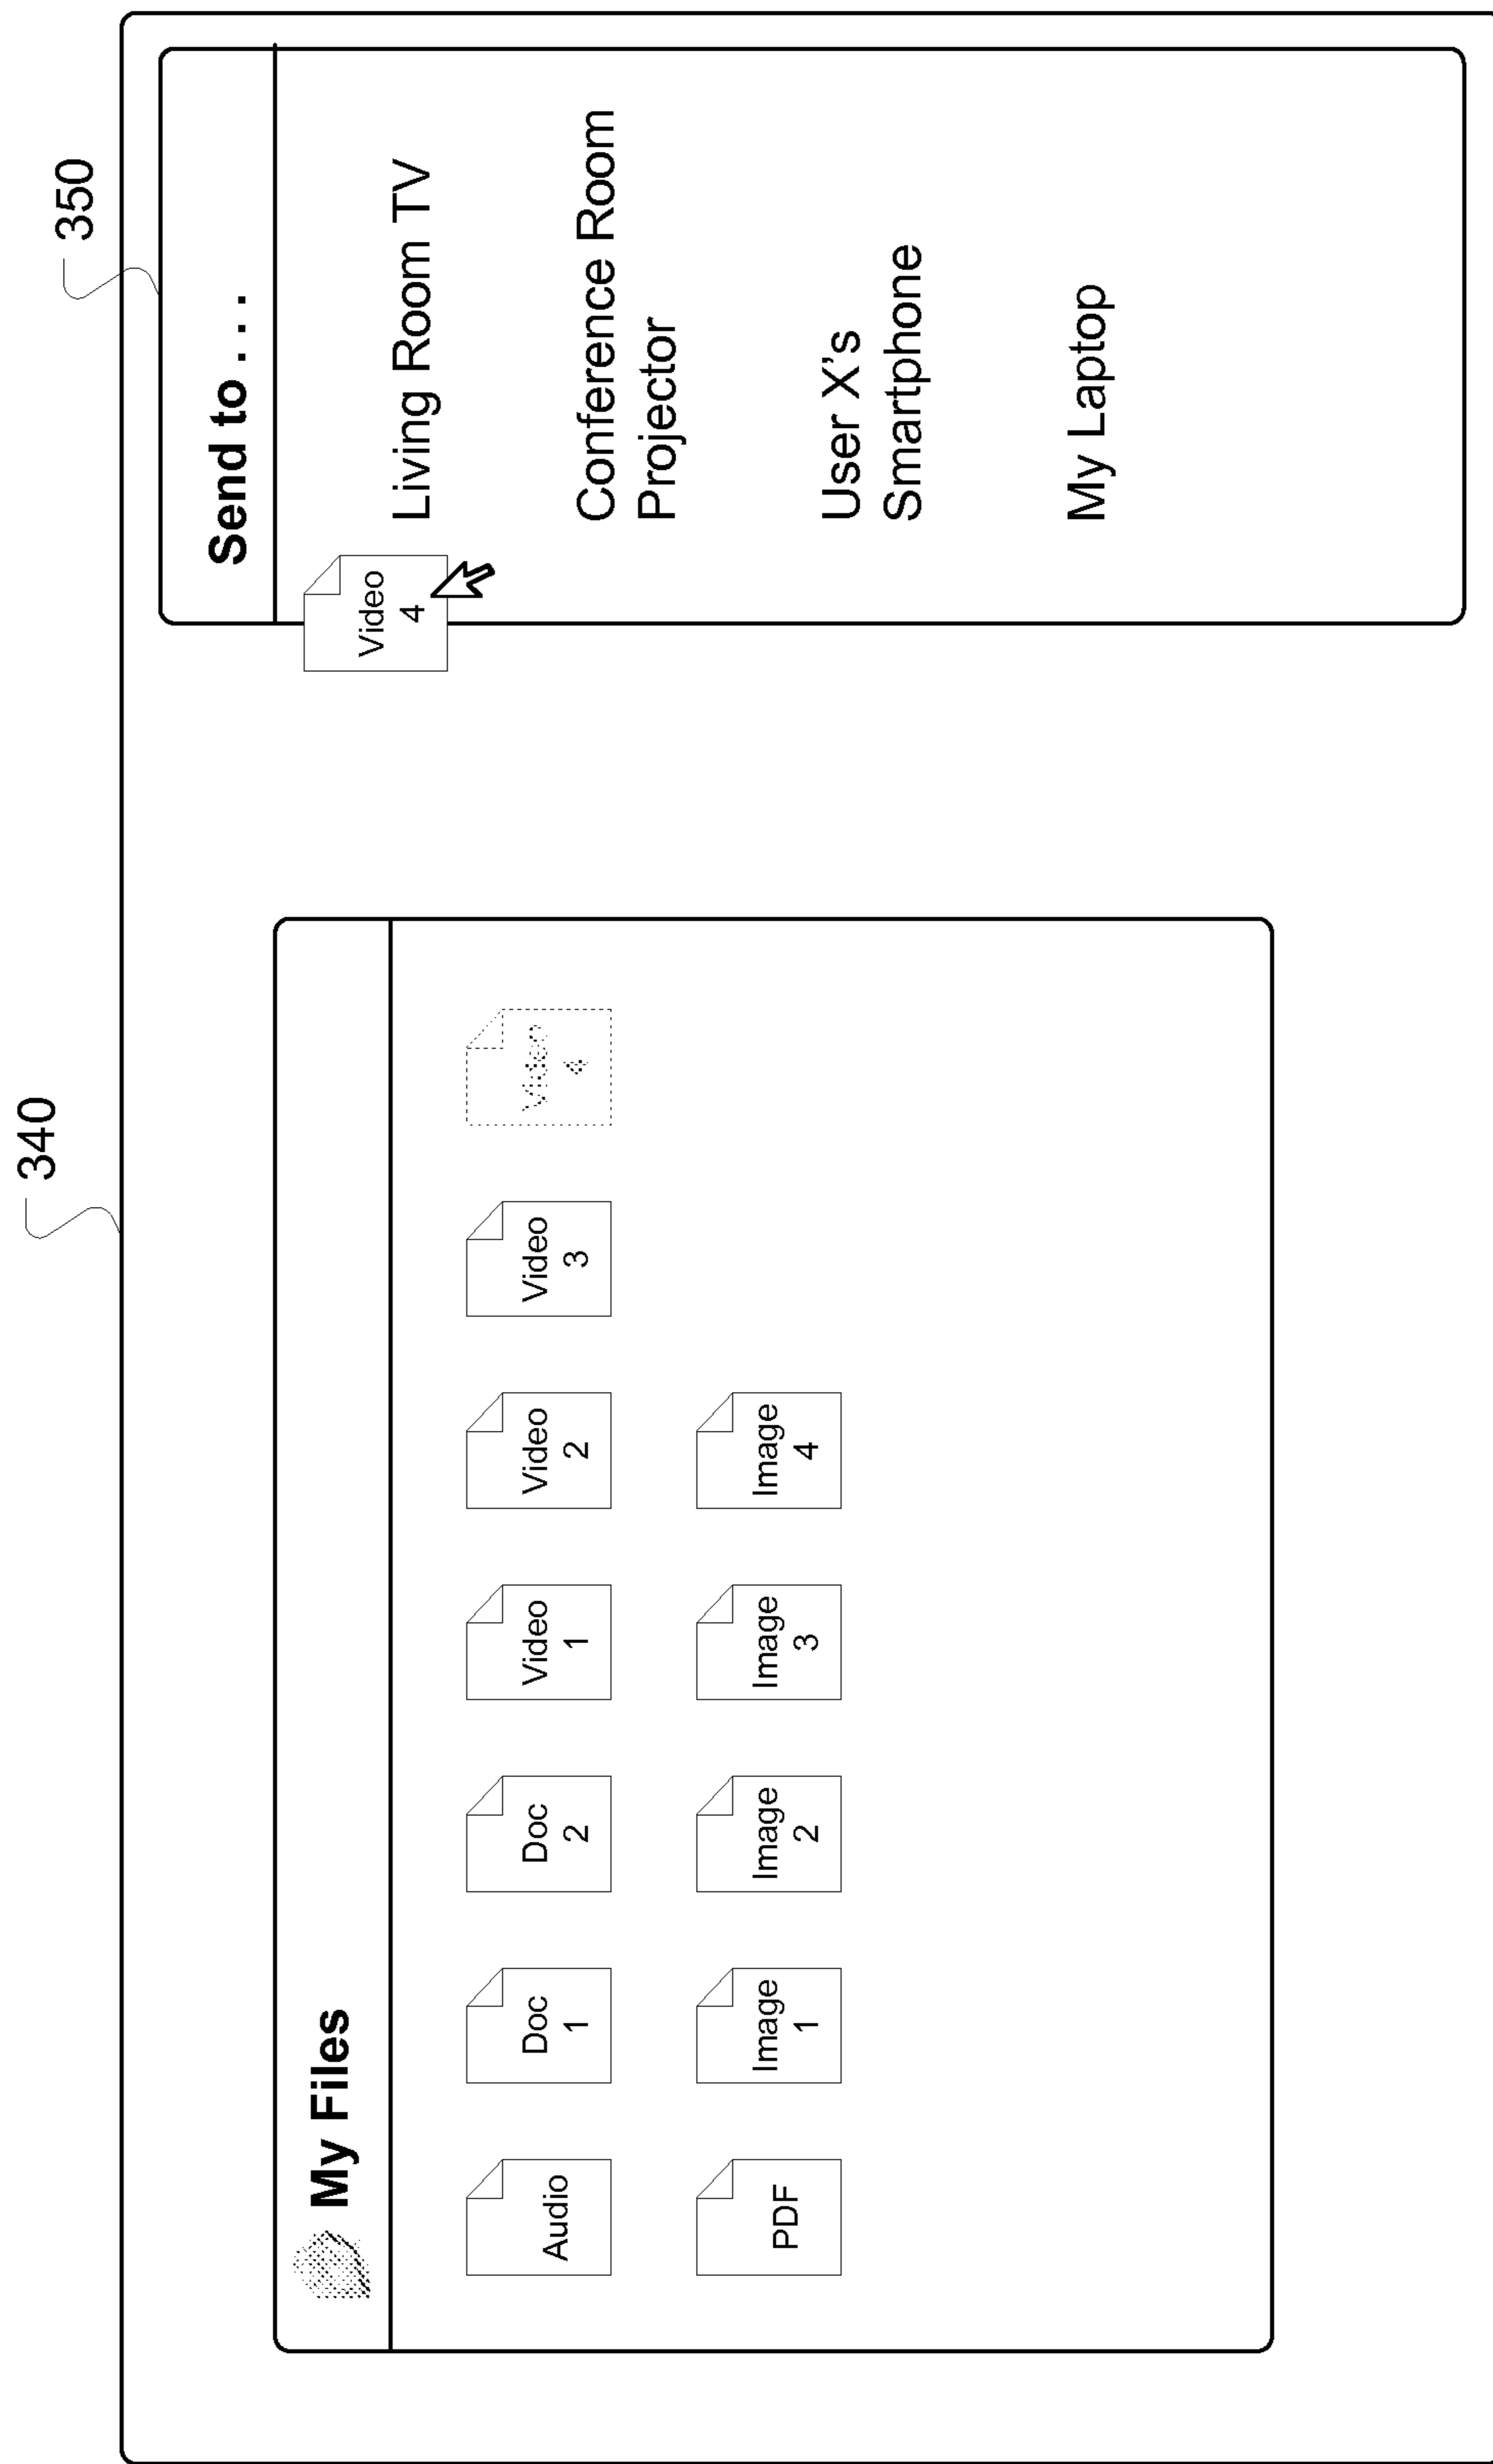 340
350
My Files
Audio
Doc
1
Doc
2
Video
1
Video
2
Video
3
Video
4
PDF
Image
1
Image
2
Image
3
Image
4
Send to . . .
Video
4
Living Room TV
Conference Room
Projector
User X's
Smartphone
My Laptop